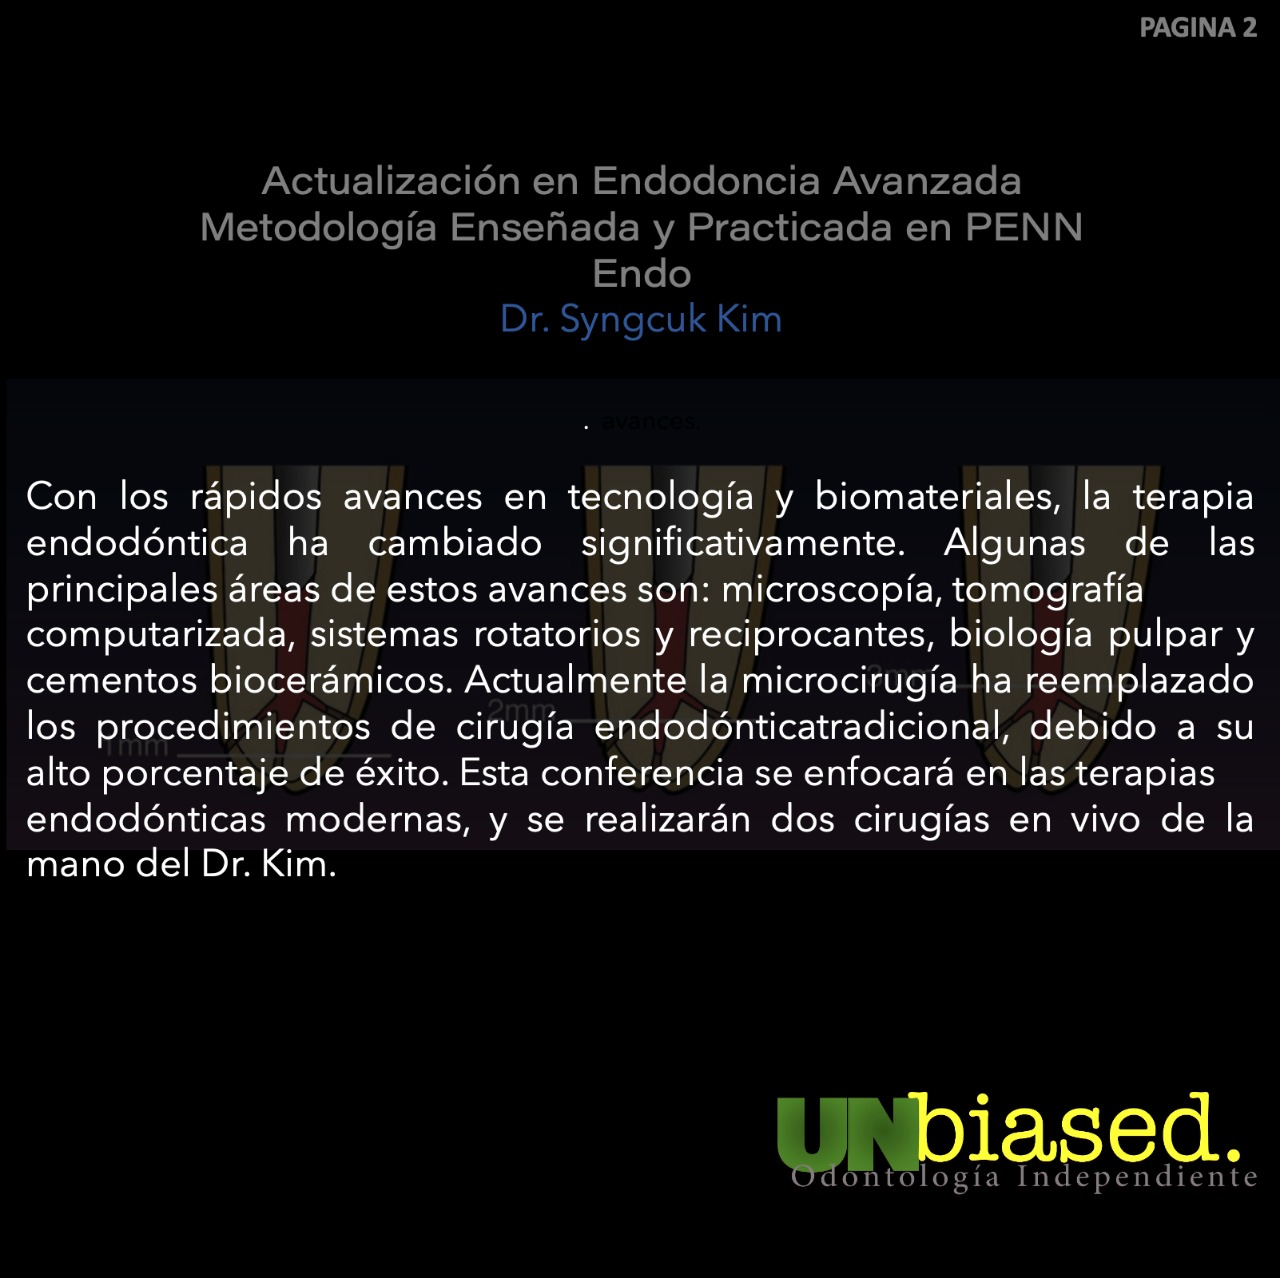 PAGINA 2
Actualización en Endodoncia Avanzada
Metodología Enseñada y Practicada en PENN
Endo
Dr. Syngcuk Kim
. avances.
Con los rápidos avances en tecnología y biomateriales, la terapia
endodóntica ha cambiado significativamente. Algunas de las
principales áreas de estos avances son: microscopía, tomografía
computarizada, sistemas rotatorios y reciprocantes, biología pulpar y
cementos biocerámicos. Actualmente la microcirugía ha reemplazado
los procedimientos de cirugía endodónticatradicional, debido a su
alto porcentaje de éxito. Esta conferencia se enfocará en las terapias
endodónticas modernas, y se realizarán dos cirugías en vivo de la
mano del Dr. Kim.
1mm
2mm
3mm
UNbiased.
Odontología Independiente